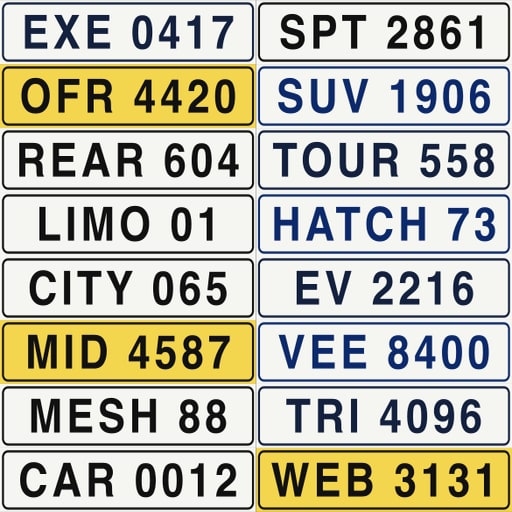 EXE 0417
SPT 2861
OFR 4420
SUV 1906
REAR 604
TOUR 558
LIMO 01
HATCH 73
CITY 065
EV 2216
MID 4587
VEE 8400
MESH 88
TRI 4096
CAR 0012
WEB 3131